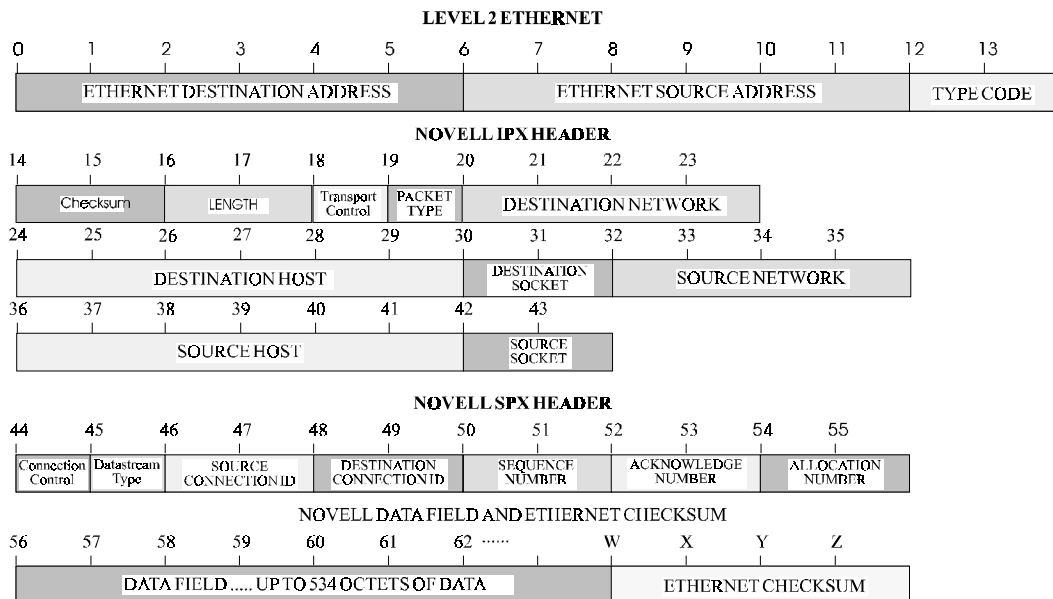 LEVEL 2 ETHERNET
0 1 2 3 4 5 6 7 8 9 10 11 12 13
ETHERNET DESTINATION ADDRESS ETHERNET SOURCE ADDRESS TYPE CODE
NOVELL IPX HEADER
14 15 16 17 18 19 20 21 22 23
Checksum LENGTH Transport Control PACKET TYPE DESTINATION NETWORK
24 25 26 27 28 29 30 31 32 33 34 35
DESTINATION HOST DESTINATION SOCKET SOURCE NETWORK
36 37 38 39 40 41 42 43
SOURCE HOST SOURCE SOCKET
NOVELL SPX HEADER
44 45 46 47 48 49 50 51 52 53 54 55
Connection Control Datastream Type SOURCE CONNECTION ID DESTINATION CONNECTION ID SEQUENCE NUMBER ACKNOWLEDGE NUMBER ALLOCATION NUMBER
NOVELL DATA FIELD AND ETHERNET CHECKSUM
56 57 58 59 60 61 62 ...... W X Y Z
DATA FIELD ..... UP TO 534 OCTETS OF DATA ETHERNET CHECKSUM